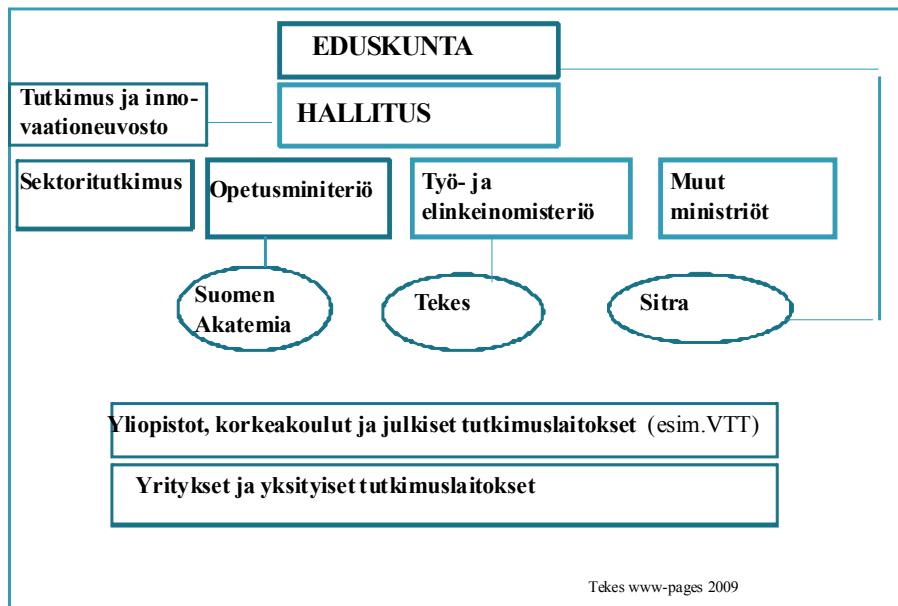 EDUSKUNTA
Tutkimus ja inno-
vaationeuvosto
HALLITUS
Sektoritutkimus
Opetusminiteriö
Työ- ja
elinkeinomisteriö
Muut
ministriöt
Suomen
Akatemia
Tekes
Sitra
Yliopistot, korkeakoulut ja julkiset tutkimuslaitokset (esim.VTT)
Yritykset ja yksityiset tutkimuslaitokset
Tekes www-pages 2009